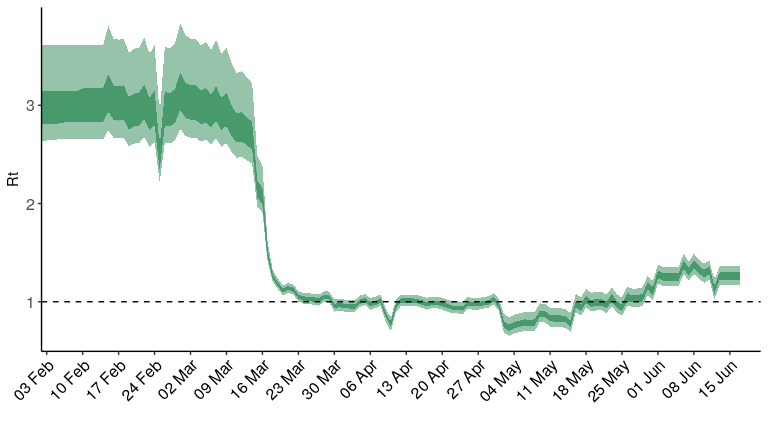 Rt
3
2
1
03 Feb
10 Feb
17 Feb
24 Feb
02 Mar
09 Mar
16 Mar
23 Mar
30 Mar
06 Apr
13 Apr
20 Apr
27 Apr
04 May
11 May
18 May
25 May
01 Jun
08 Jun
15 Jun